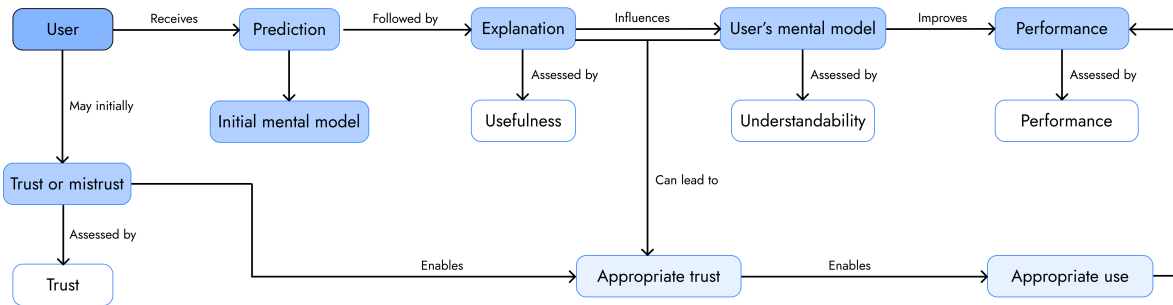 User
Receives
Prediction
Followed by
Explanation
Influences
User's mental model
Improves
Performance
May initially
Initial mental model
Assessed by
Usefulness
Assessed by
Understandability
Assessed by
Performance
Trust or mistrust
Can lead to
Assessed by
Trust
Enables
Appropriate trust
Enables
Appropriate use